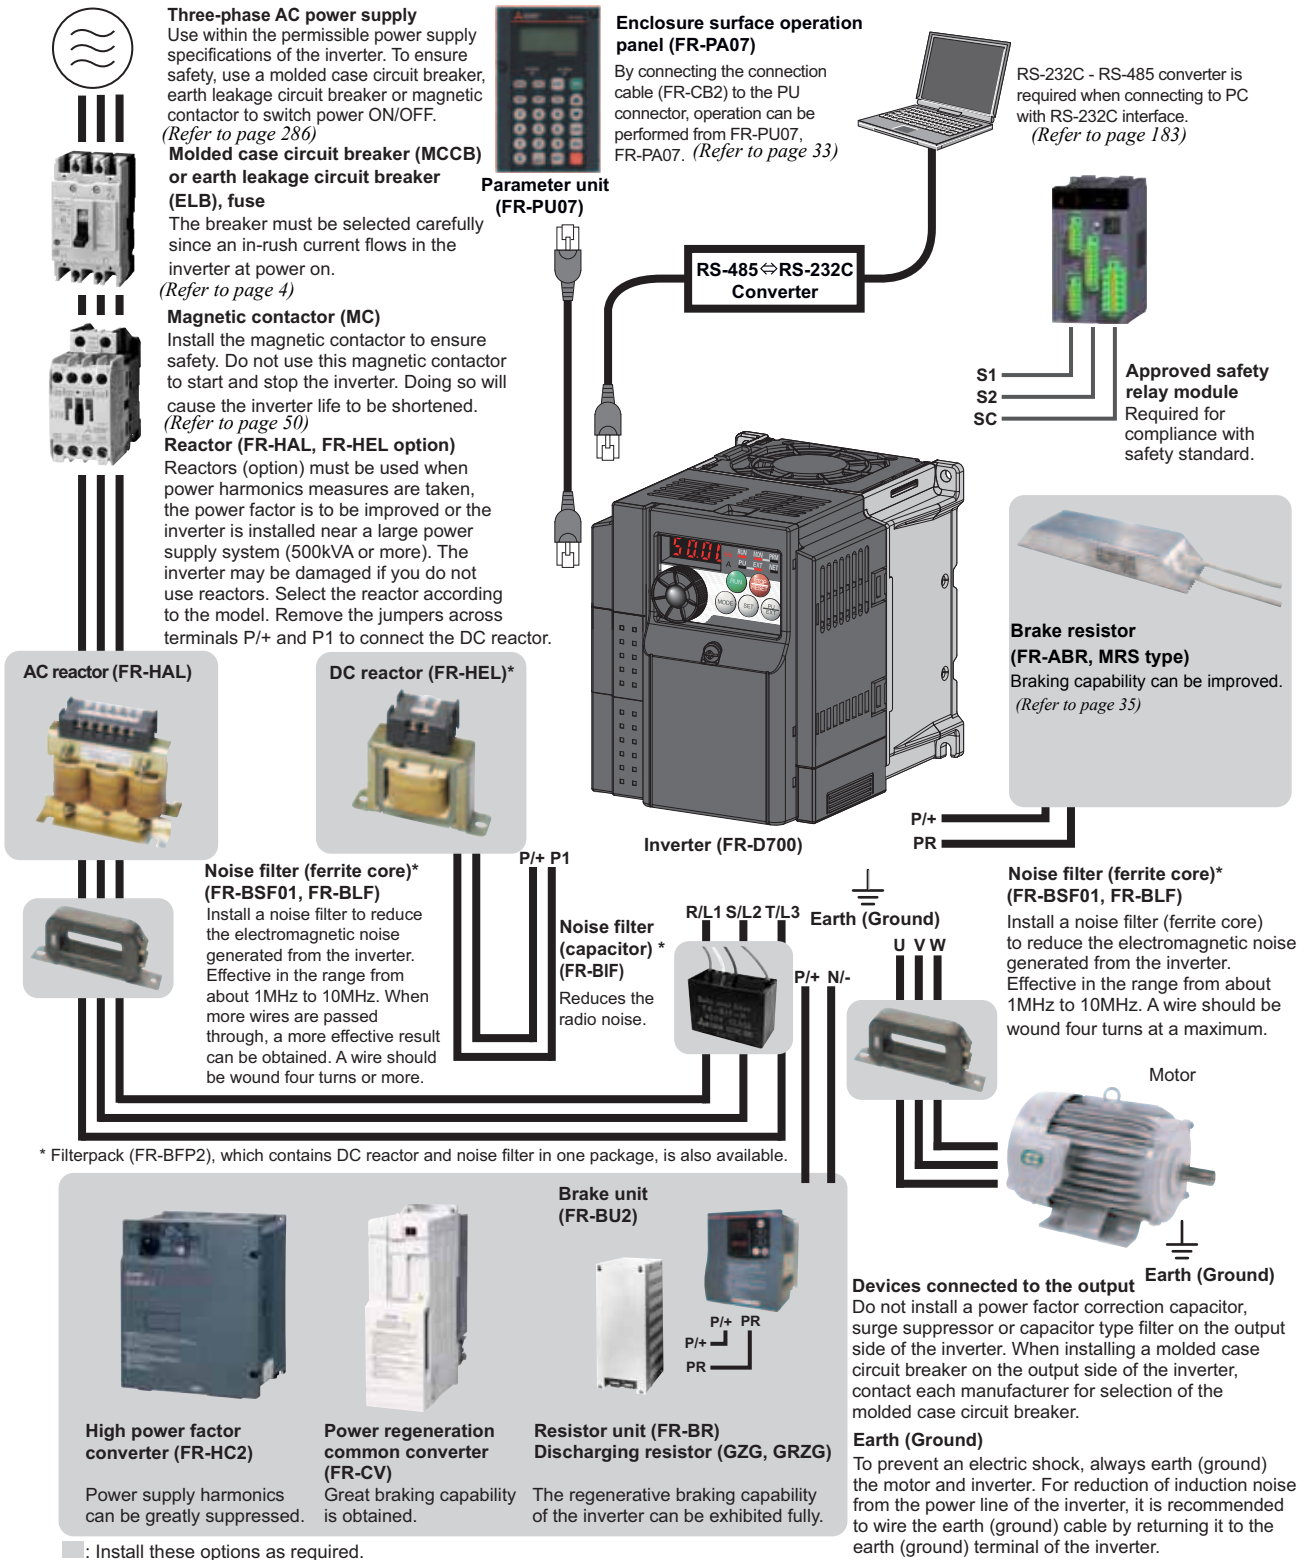 Three-phase AC power supply
Use within the permissible power supply
specifications of the inverter. To ensure
safety, use a molded case circuit breaker,
earth leakage circuit breaker or magnetic
contactor to switch power ON/OFF.
(Refer to page 286)
Molded case circuit breaker (MCCB)
or earth leakage circuit breaker
(ELB), fuse
The breaker must be selected carefully
since an in-rush current flows in the
inverter at power on.
(Refer to page 4)
Magnetic contactor (MC)
Install the magnetic contactor to ensure
safety. Do not use this magnetic contactor
to start and stop the inverter. Doing so will
cause the inverter life to be shortened.
(Refer to page 50)
Reactor (FR-HAL, FR-HEL option)
Reactors (option) must be used when
power harmonics measures are taken,
the power factor is to be improved or the
inverter is installed near a large power
supply system (500kVA or more). The
inverter may be damaged if you do not
use reactors. Select the reactor according
to the model. Remove the jumpers across
terminals P/+ and P1 to connect the DC reactor.
Parameter unit
(FR-PU07)
Enclosure surface operation
panel (FR-PA07)
By connecting the connection
cable (FR-CB2) to the PU
connector, operation can be
performed from FR-PU07,
FR-PA07. (Refer to page 33)
RS-232C - RS-485 converter is
required when connecting to PC
with RS-232C interface.
(Refer to page 183)
RS-485⇔RS-232C
Converter
S1
S2
SC
Approved safety
relay module
Required for
compliance with
safety standard.
50.00
RUN MON PRM
PU EXT NET
A
RUN
STOP
RESET
MODE
SET
PU
EXT
Inverter (FR-D700)
Brake resistor
(FR-ABR, MRS type)
Braking capability can be improved.
(Refer to page 35)
P/+
PR
AC reactor (FR-HAL)
DC reactor (FR-HEL)*
P/+ P1
Noise filter (ferrite core)*
(FR-BSF01, FR-BLF)
Install a noise filter to reduce
the electromagnetic noise
generated from the inverter.
Effective in the range from
about 1MHz to 10MHz. When
more wires are passed
through, a more effective result
can be obtained. A wire should
be wound four turns or more.
Noise filter
(capacitor) *
(FR-BIF)
Reduces the
radio noise.
R/L1 S/L2 T/L3
Earth (Ground)
P/+ N/-
U V W
Noise filter (ferrite core)*
(FR-BSF01, FR-BLF)
Install a noise filter (ferrite core)
to reduce the electromagnetic noise
generated from the inverter.
Effective in the range from about
1MHz to 10MHz. A wire should be
wound four turns at a maximum.
Motor
Earth (Ground)
* Filterpack (FR-BFP2), which contains DC reactor and noise filter in one package, is also available.
Brake unit
(FR-BU2)
P/+ PR
P/+
PR
High power factor
converter (FR-HC2)
Power supply harmonics
can be greatly suppressed.
Power regeneration
common converter
(FR-CV)
Great braking capability
is obtained.
Resistor unit (FR-BR)
Discharging resistor (GZG, GRZG)
The regenerative braking capability
of the inverter can be exhibited fully.
: Install these options as required.
Devices connected to the output
Do not install a power factor correction capacitor,
surge suppressor or capacitor type filter on the output
side of the inverter. When installing a molded case
circuit breaker on the output side of the inverter,
contact each manufacturer for selection of the
molded case circuit breaker.
Earth (Ground)
To prevent an electric shock, always earth (ground)
the motor and inverter. For reduction of induction noise
from the power line of the inverter, it is recommended
to wire the earth (ground) cable by returning it to the
earth (ground) terminal of the inverter.